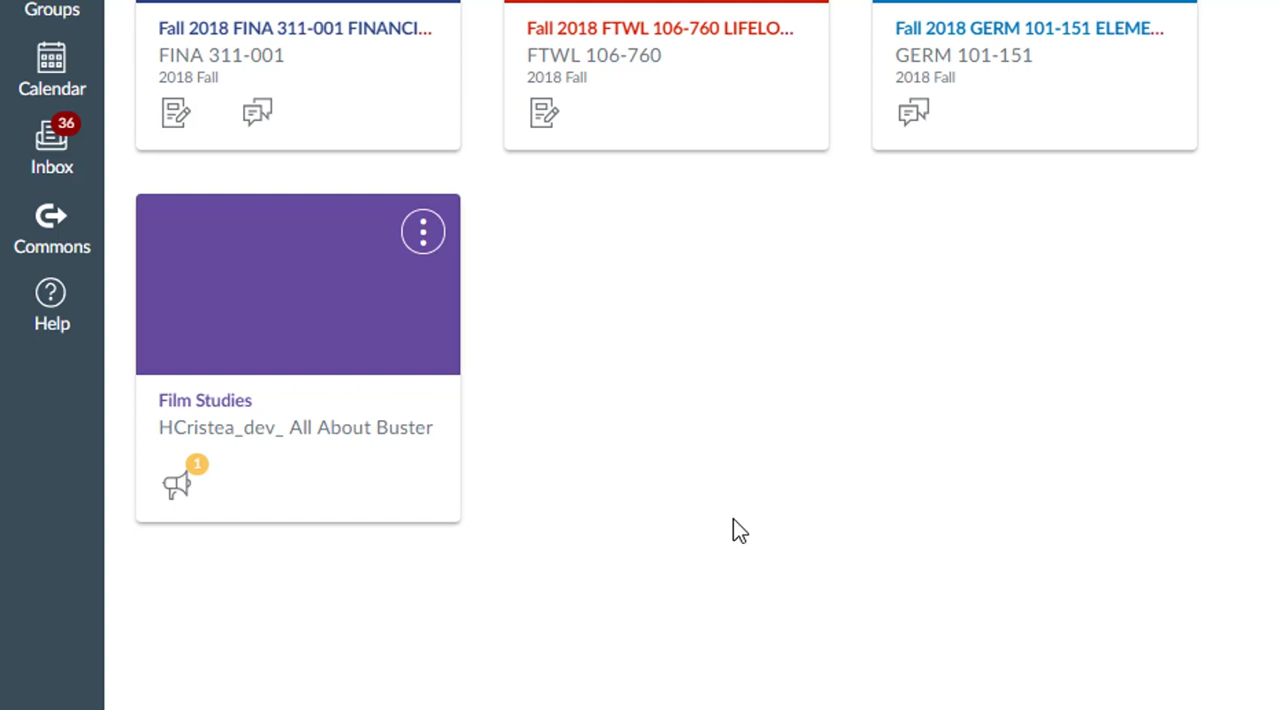 Groups
Calendar
36
Inbox
Commons
Help
Fall 2018 FINA 311-001 FINANCI...
FINA 311-001
2018 Fall
Fall 2018 FTWL 106-760 LIFELO...
FTWL 106-760
2018 Fall
Fall 2018 GERM 101-151 ELEME...
GERM 101-151
2018 Fall
Film Studies
HCristea_dev_ All About Buster
1